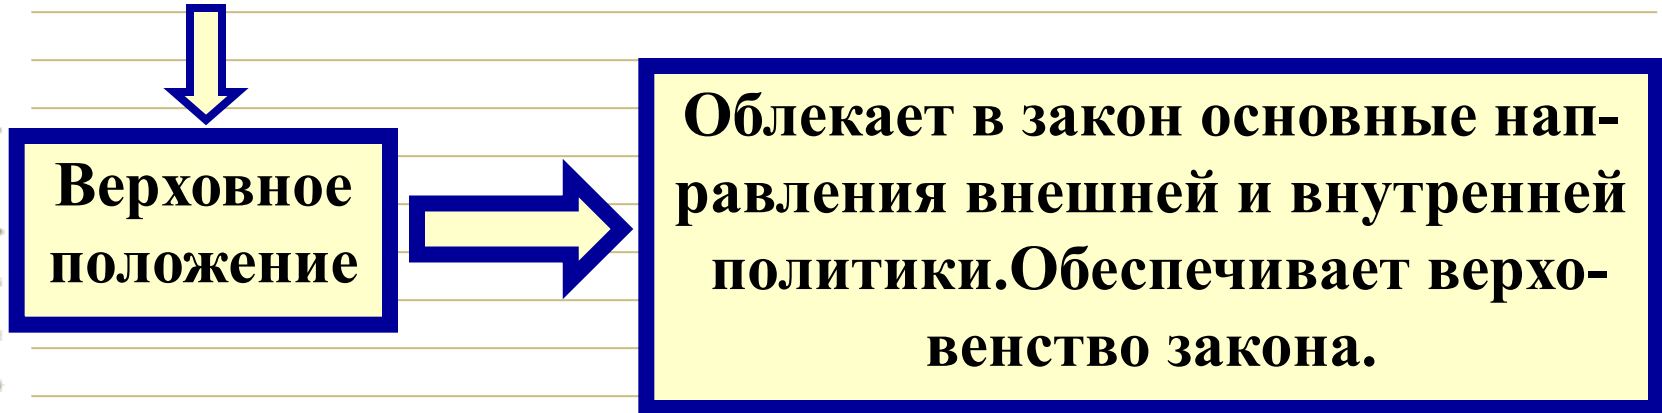 Верховное
положение
Облекает в закон основные нап-
равления внешней и внутренней
политики.Обеспечивает верхо-
венство закона.